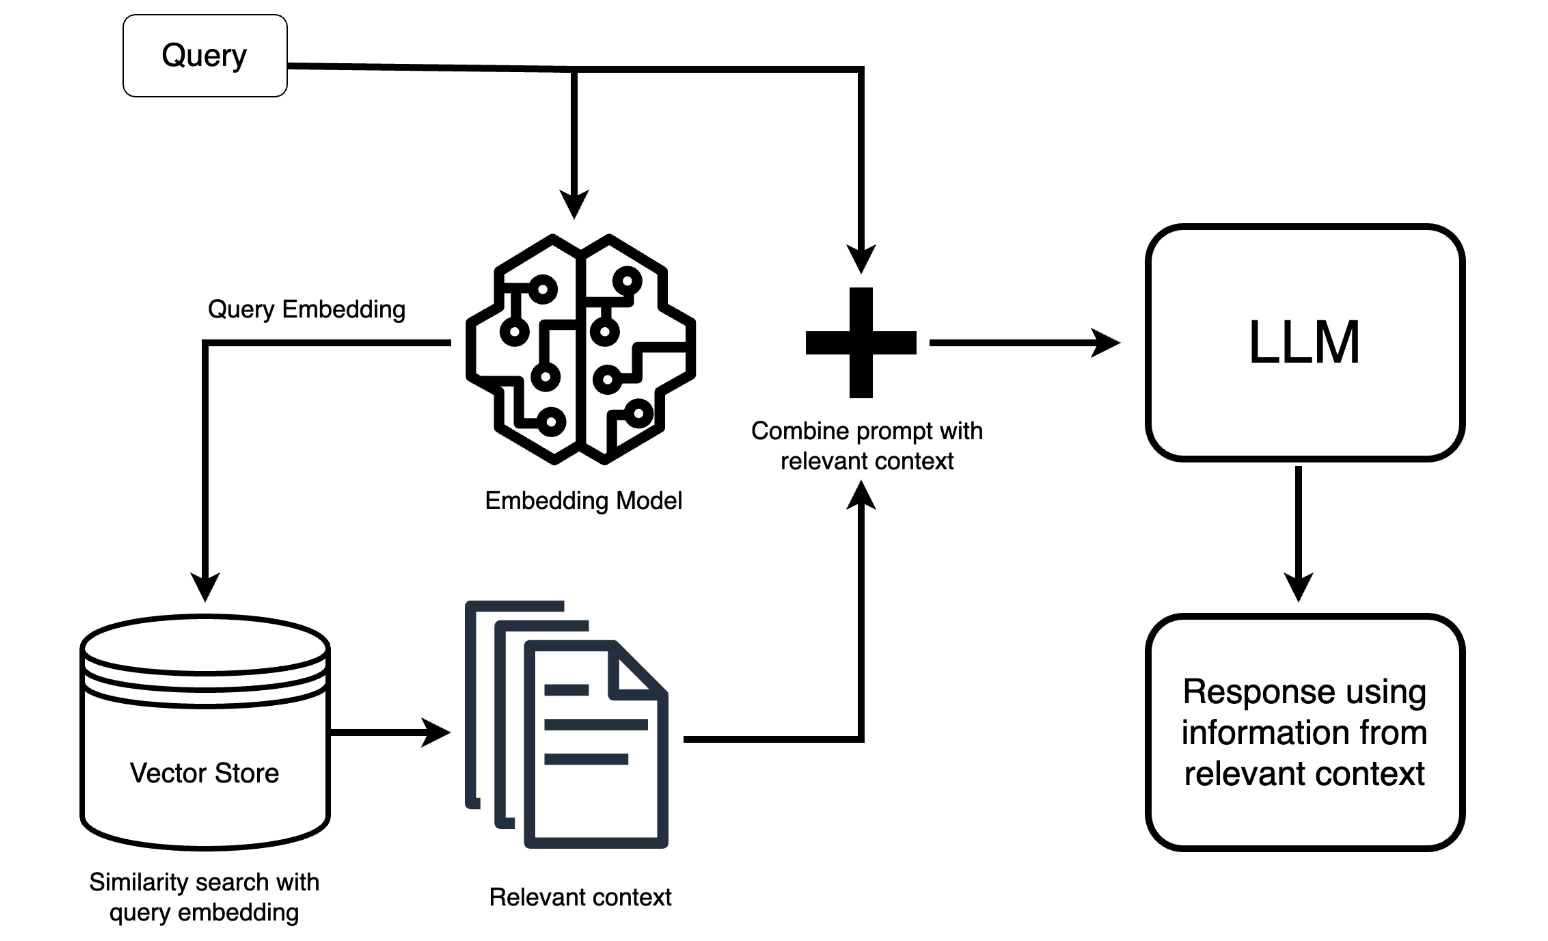 Query
Query Embedding
LLM
Combine prompt with
relevant context
Embedding Model
Response using
information from
relevant context
Vector Store
Similarity search with
query embedding
Relevant context